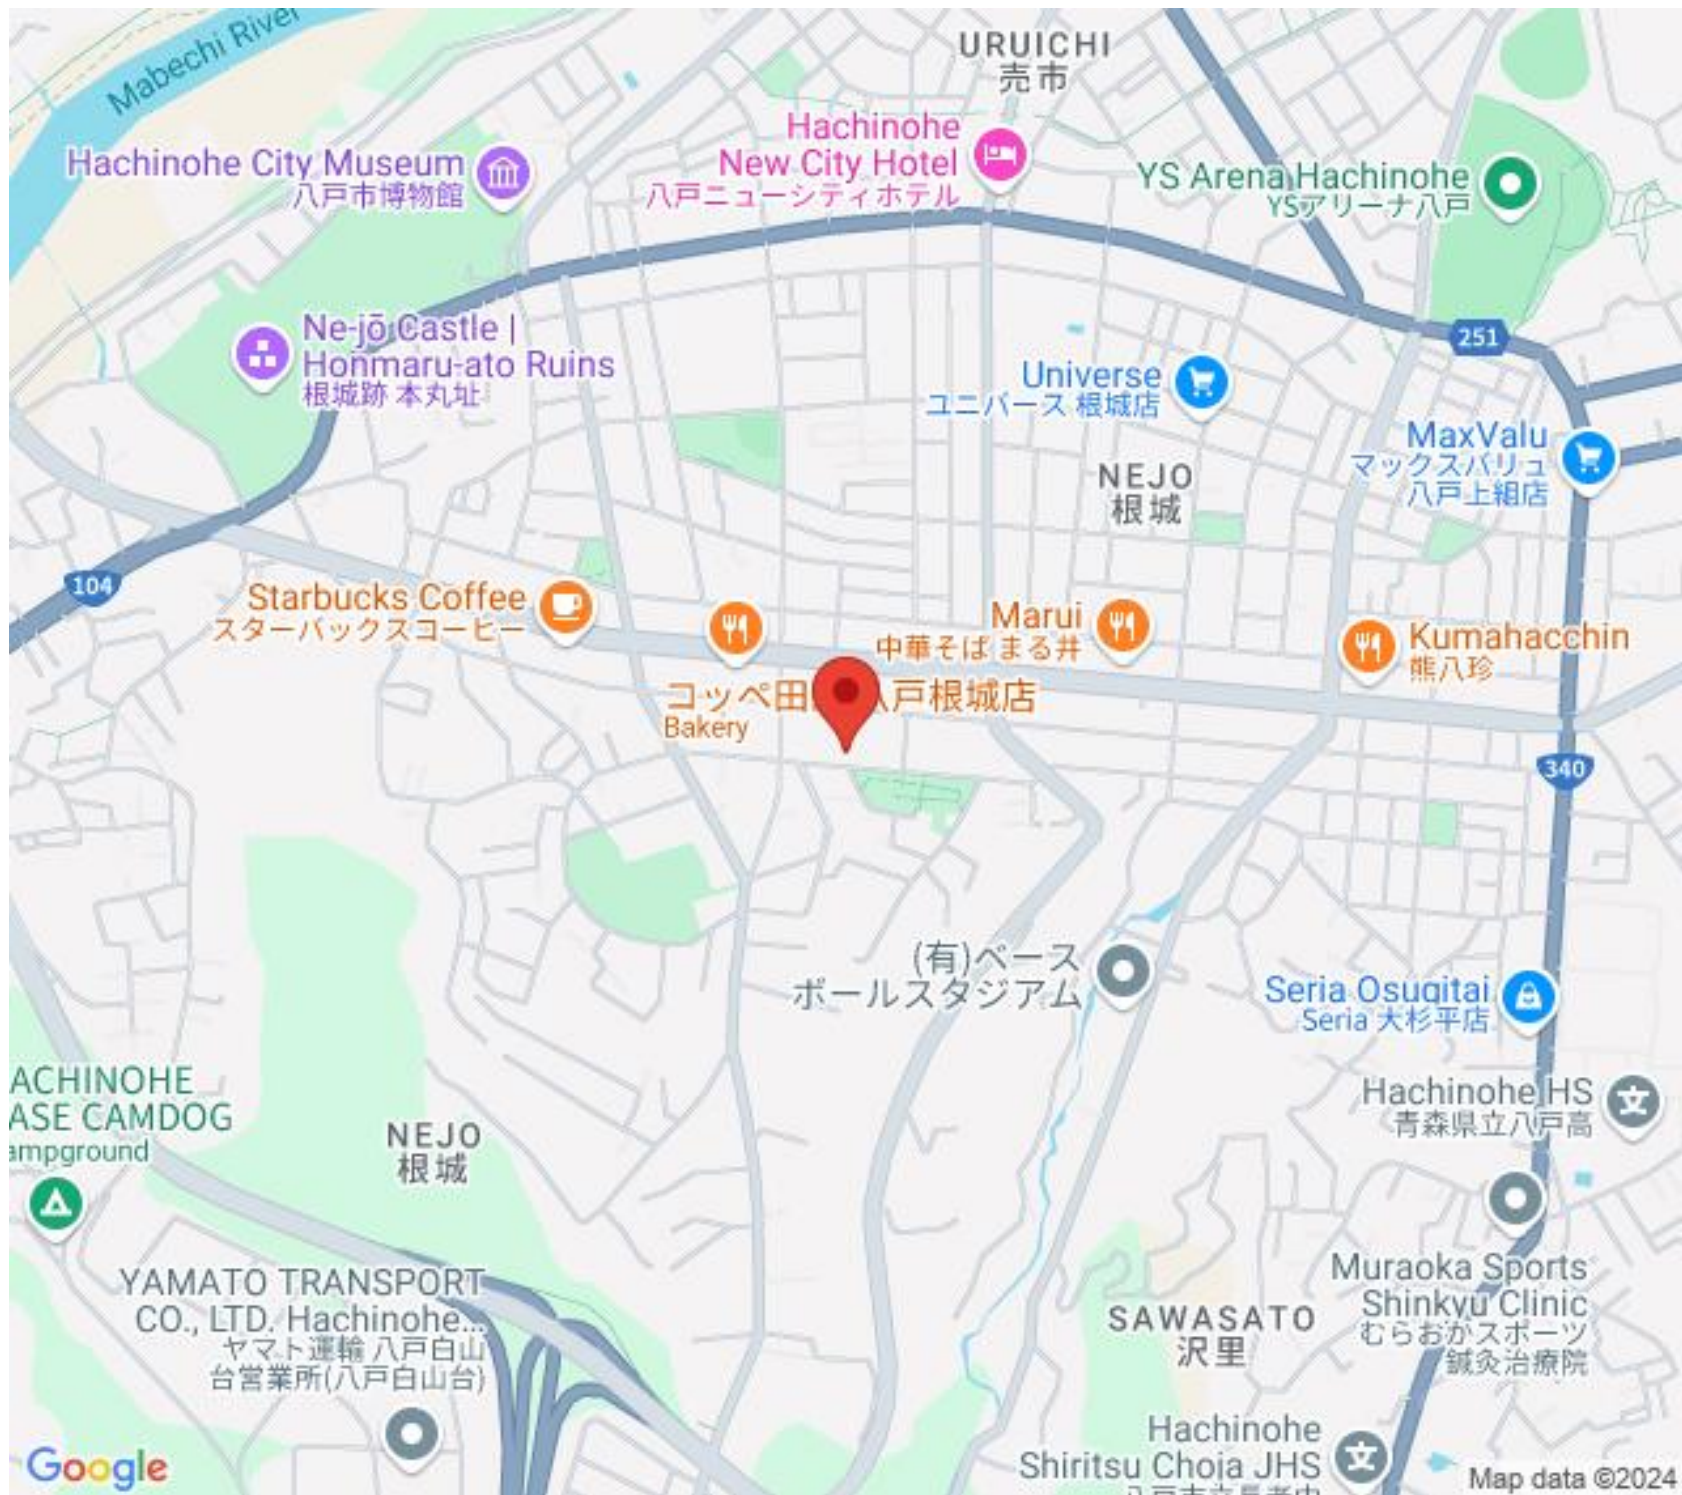 Mabechi River
URUICHI
売市
Hachinohe
New City Hotel
八戸ニューシティホテル
Hachinohe City Museum
八戸市博物館
YS Arena Hachinohe
YSアリーナ八戸
Ne-jō Castle |
Honmaru-ato Ruins
根城跡 本丸址
251
Universe
ユニバース 根城店
MaxValu
マックスバリュ
八戸上組店
NEJO
根城
104
Starbucks Coffee
スターバックスコーヒー
Marui
中華そば まる井
Kumahacchin
熊八珍
コッペ田 八戸根城店
Bakery
340
(有)ベース
ボールスタジアム
Seria Osugitai
Seria 大杉平店
Hachinohe HS
青森県立八戸高
ACHINOHE
ASE CAMDOG
ampground
NEJO
根城
YAMATO TRANSPORT
CO., LTD. Hachinohe...
ヤマト運輸 八戸白山
台営業所(八戸白山台)
SAWASATO
沢里
Muraoka Sports
Shinkyu Clinic
むらおかスポーツ
鍼灸治療院
Hachinohe
Shiritsu Choja JHS
Google
Map data ©2024